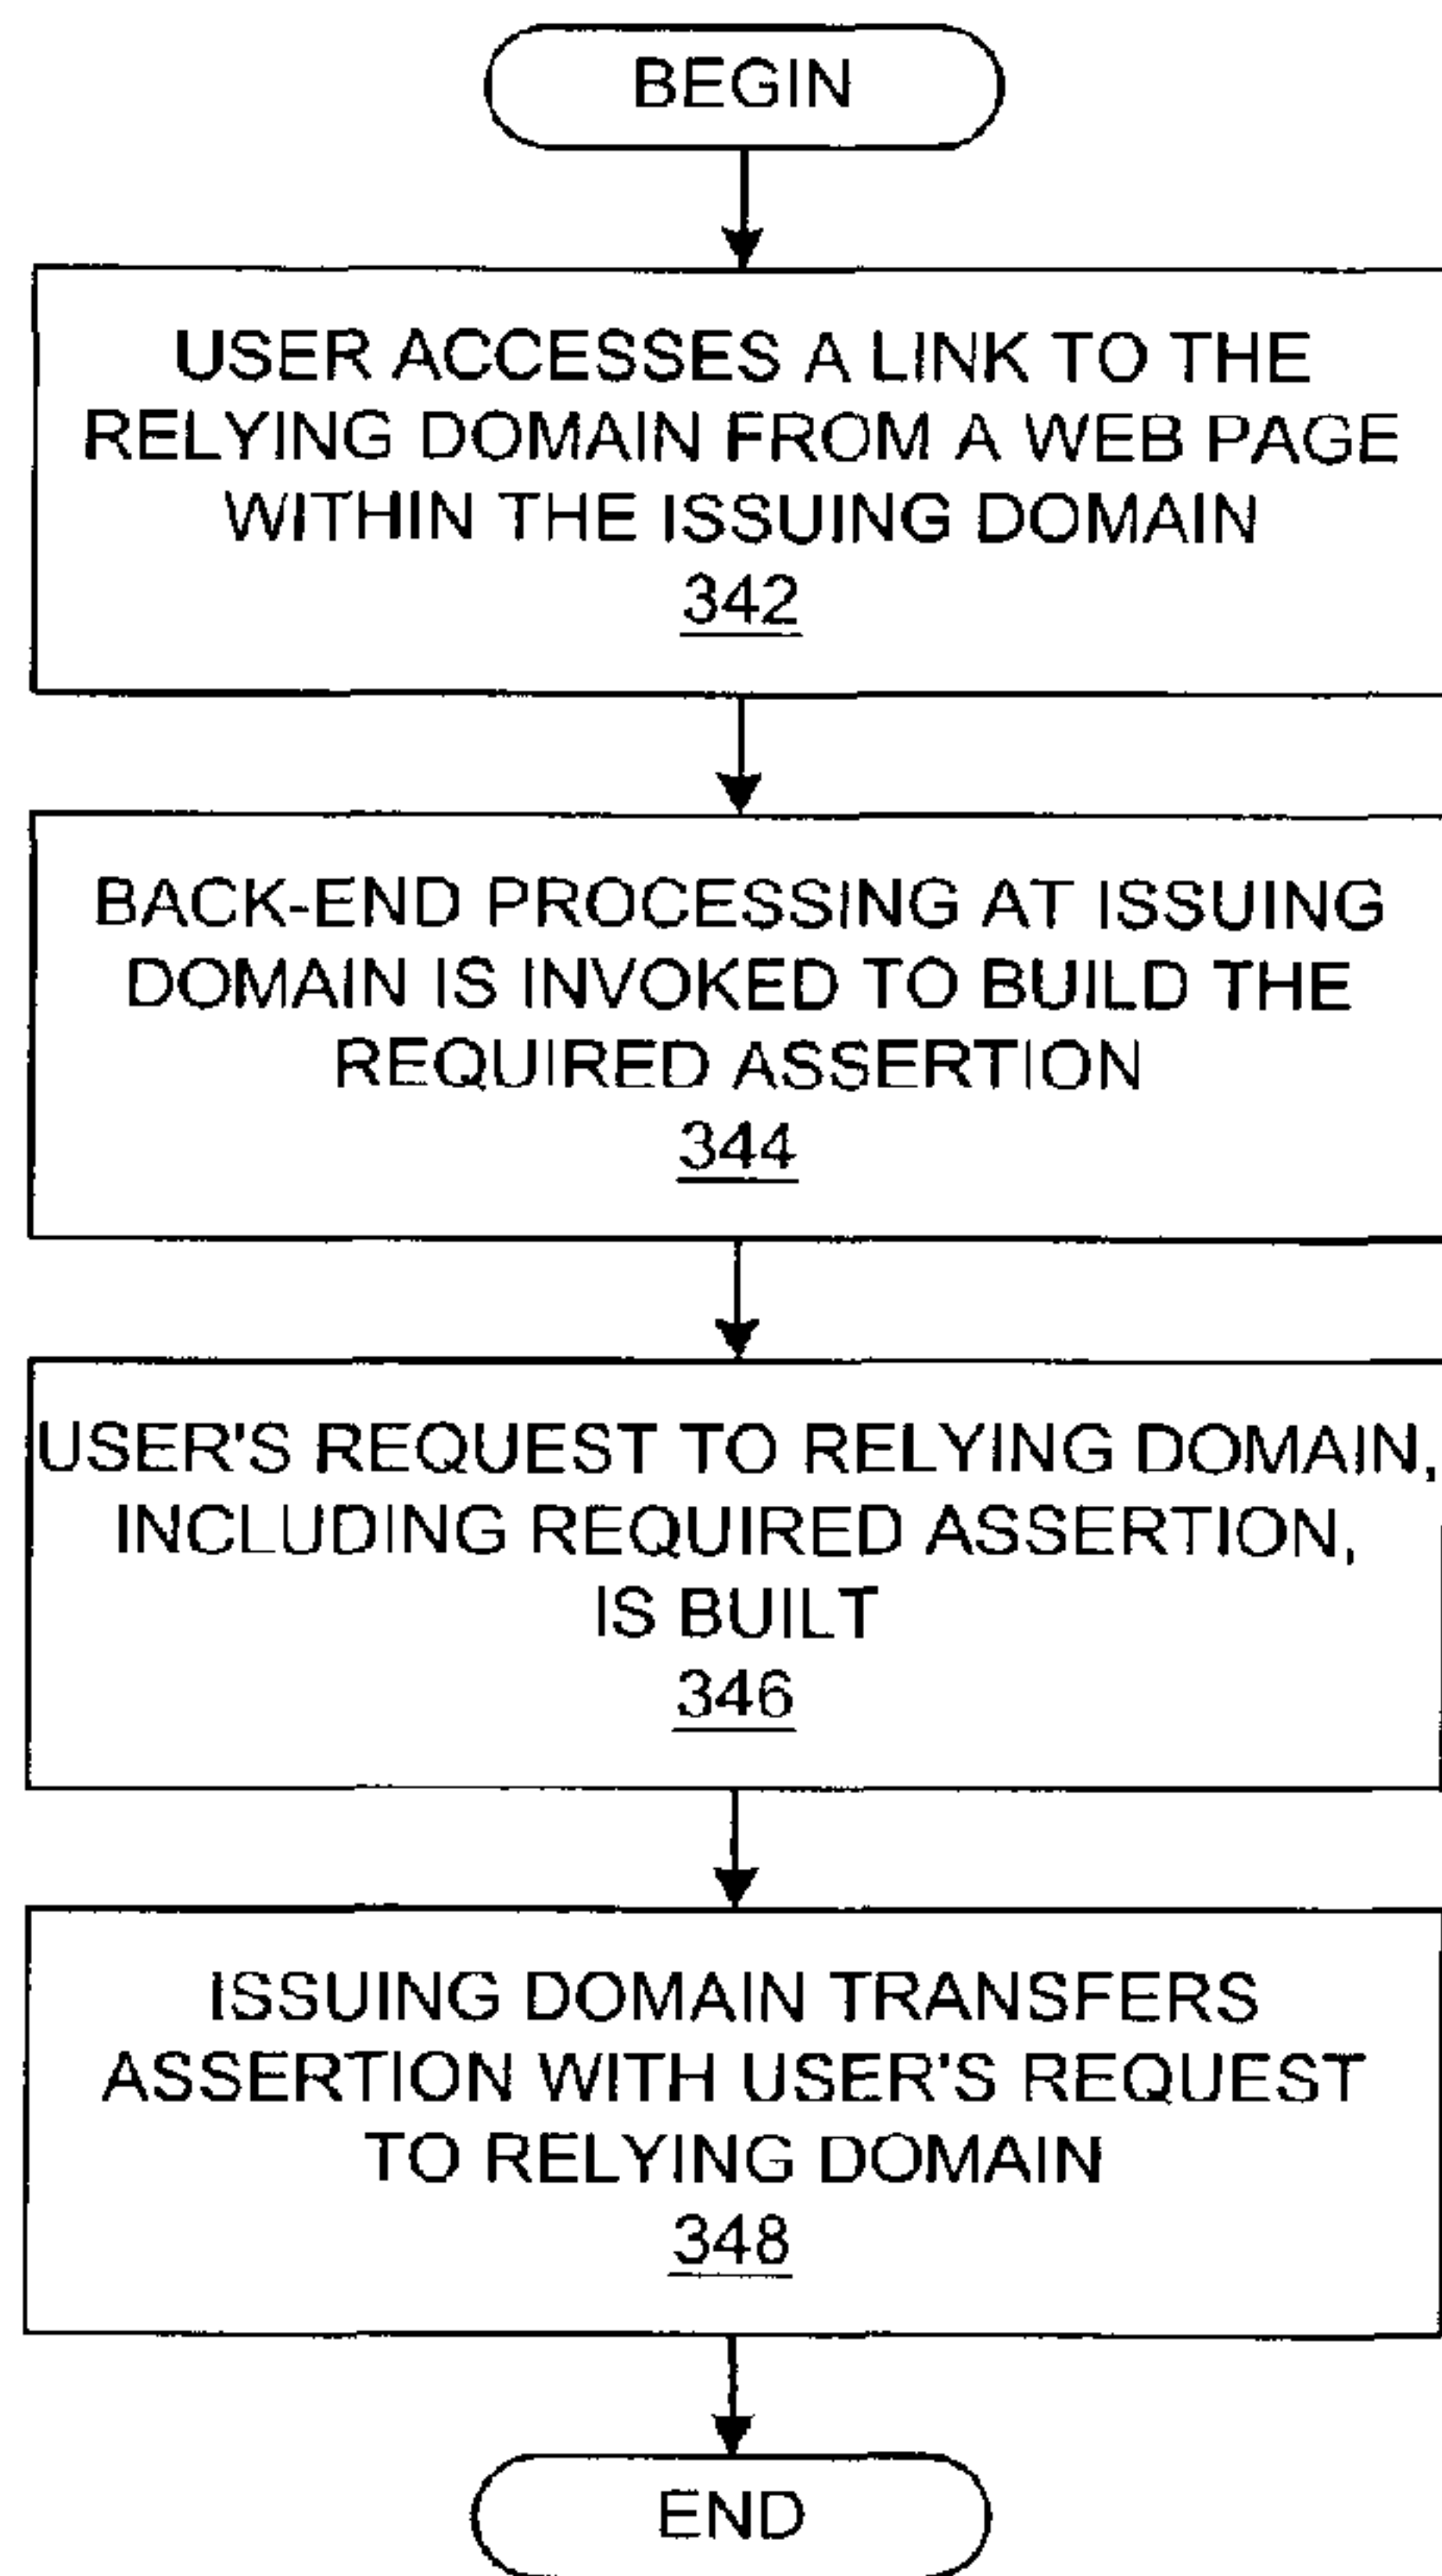 BEGIN
USER ACCESSES A LINK TO THE
RELYING DOMAIN FROM A WEB PAGE
WITHIN THE ISSUING DOMAIN
342
BACK-END PROCESSING AT ISSUING
DOMAIN IS INVOKED TO BUILD THE
REQUIRED ASSERTION
344
USER'S REQUEST TO RELYING DOMAIN,
INCLUDING REQUIRED ASSERTION,
IS BUILT
346
ISSUING DOMAIN TRANSFERS
ASSERTION WITH USER'S REQUEST
TO RELYING DOMAIN
348
END